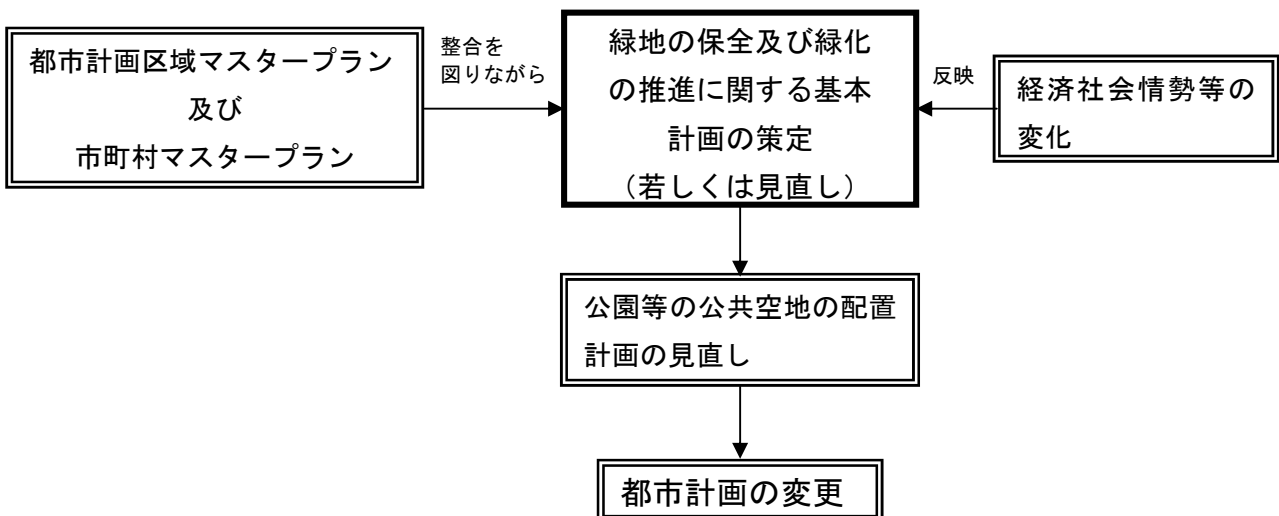 都市計画区域マスタープラン
及び
市町村マスタープラン
整合を
図りながら
緑地の保全及び緑化
の推進に関する基本
計画の策定
（若しくは見直し）
反映
経済社会情勢等の
変化
公園等の公共空地の配置
計画の見直し
都市計画の変更